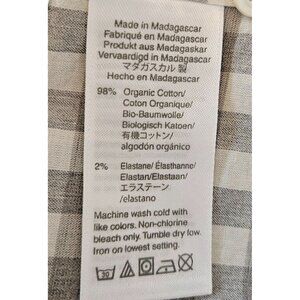 Made in Madagascar
Fabriqué en Madagascar
Produkt aus Madagaskar
Vervaardigd in Madagascar
マダガスカル 製
Hecho en Madagascar
98% Organic Cotton/
Coton Organique/
Bio-Baumwolle/
Biologisch Katoen/
有機コットン/
algodón orgánico
2% Elastane/ Élasthanne/
Elastan/Elastaan/
エラステーン
/elastano
Machine wash cold with
like colors. Non-chlorine
bleach only. Tumble dry low.
Iron on lowest setting.
30